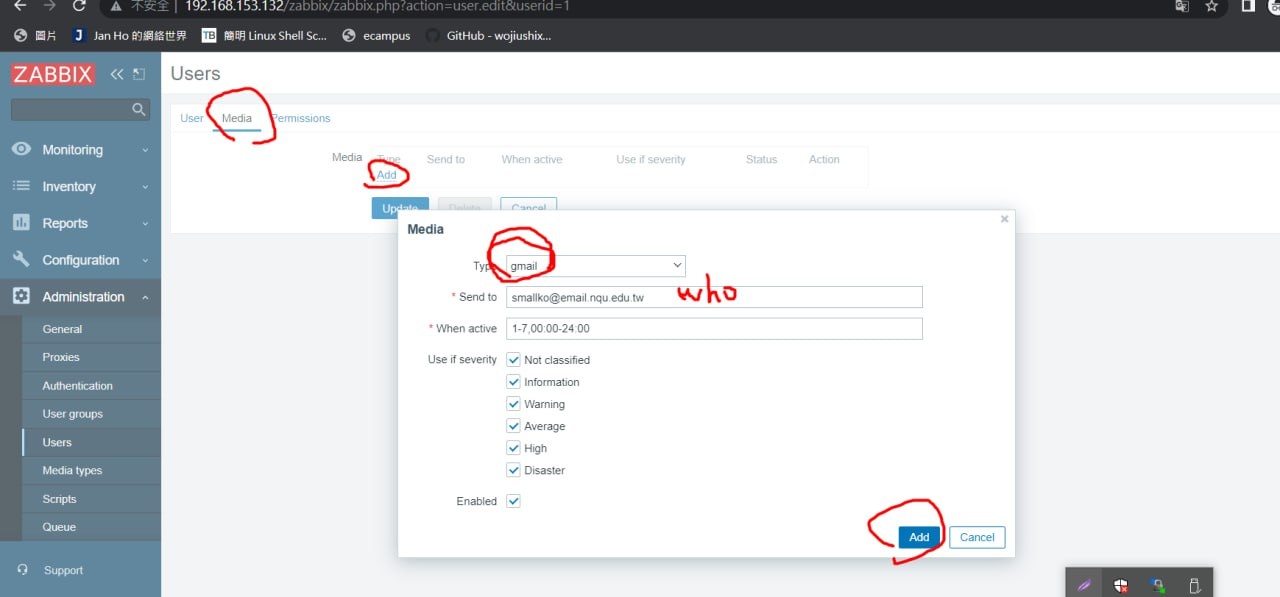 不安全 192.168.153.132/zabbix/zabbix.php?action=user.edit&userid=1
圖片 J Jan Ho 的網絡世界 TB 簡明 Linux Shell Sc... ecampus GitHub - wojiushix...
ZABBIX
Users
User Media Permissions
Monitoring
Inventory
Reports
Configuration
Administration
General
Proxies
Authentication
User groups
Users
Media types
Scripts
Queue
Support
Media Type Send to When active Use if severity Status Action
Add
Update Delete Cancel
Media
Type gmail
* Send to smallko@email.nqu.edu.tw who
* When active 1-7,00:00-24:00
Use if severity Not classified
Information
Warning
Average
High
Disaster
Enabled
Add Cancel